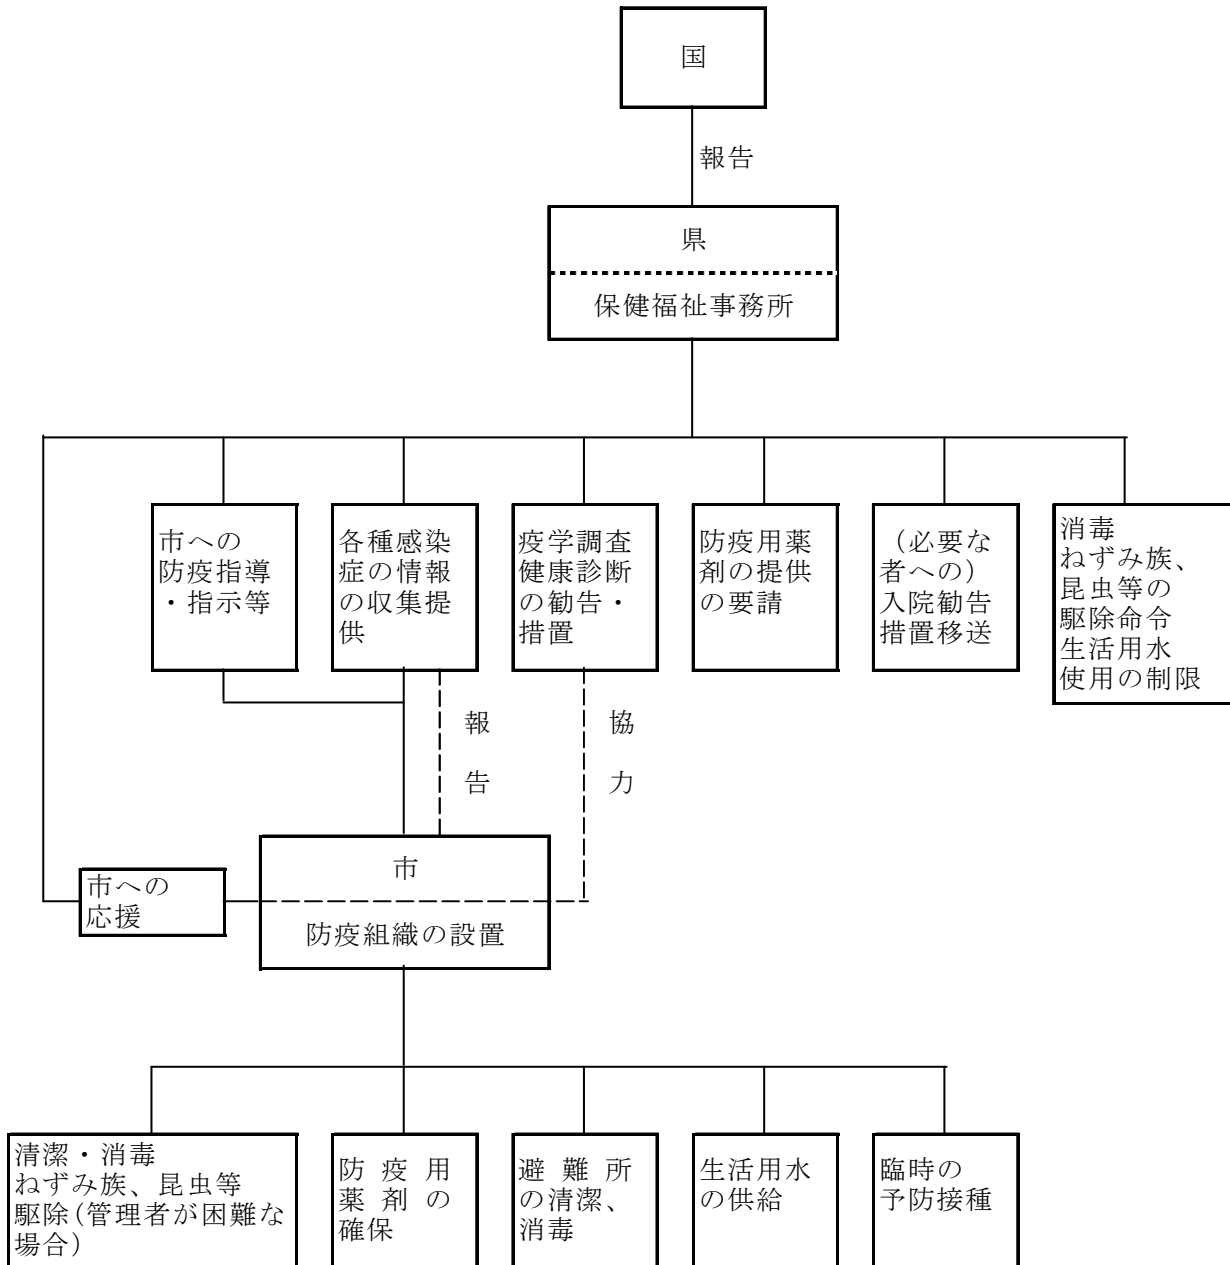 国
報告
県
保健福祉事務所
市への
防疫指導
・指示等
各種感染
症の情報
の収集提
供
疫学調査
健康診断
の勧告・
措置
防疫用薬
剤の提供
の要請
（必要な
者への）
入院勧告
措置移送
消毒
ねずみ族、
昆虫等の
駆除命令
生活用水
使用の制限
報
告
協
力
市への
応援
市
防疫組織の設置
清潔・消毒
ねずみ族、昆虫等
駆除(管理者が困難な
場合)
防 疫 用
薬 剤 の
確保
避 難 所
の清潔、
消毒
生活用水
の供給
臨時の
予防接種